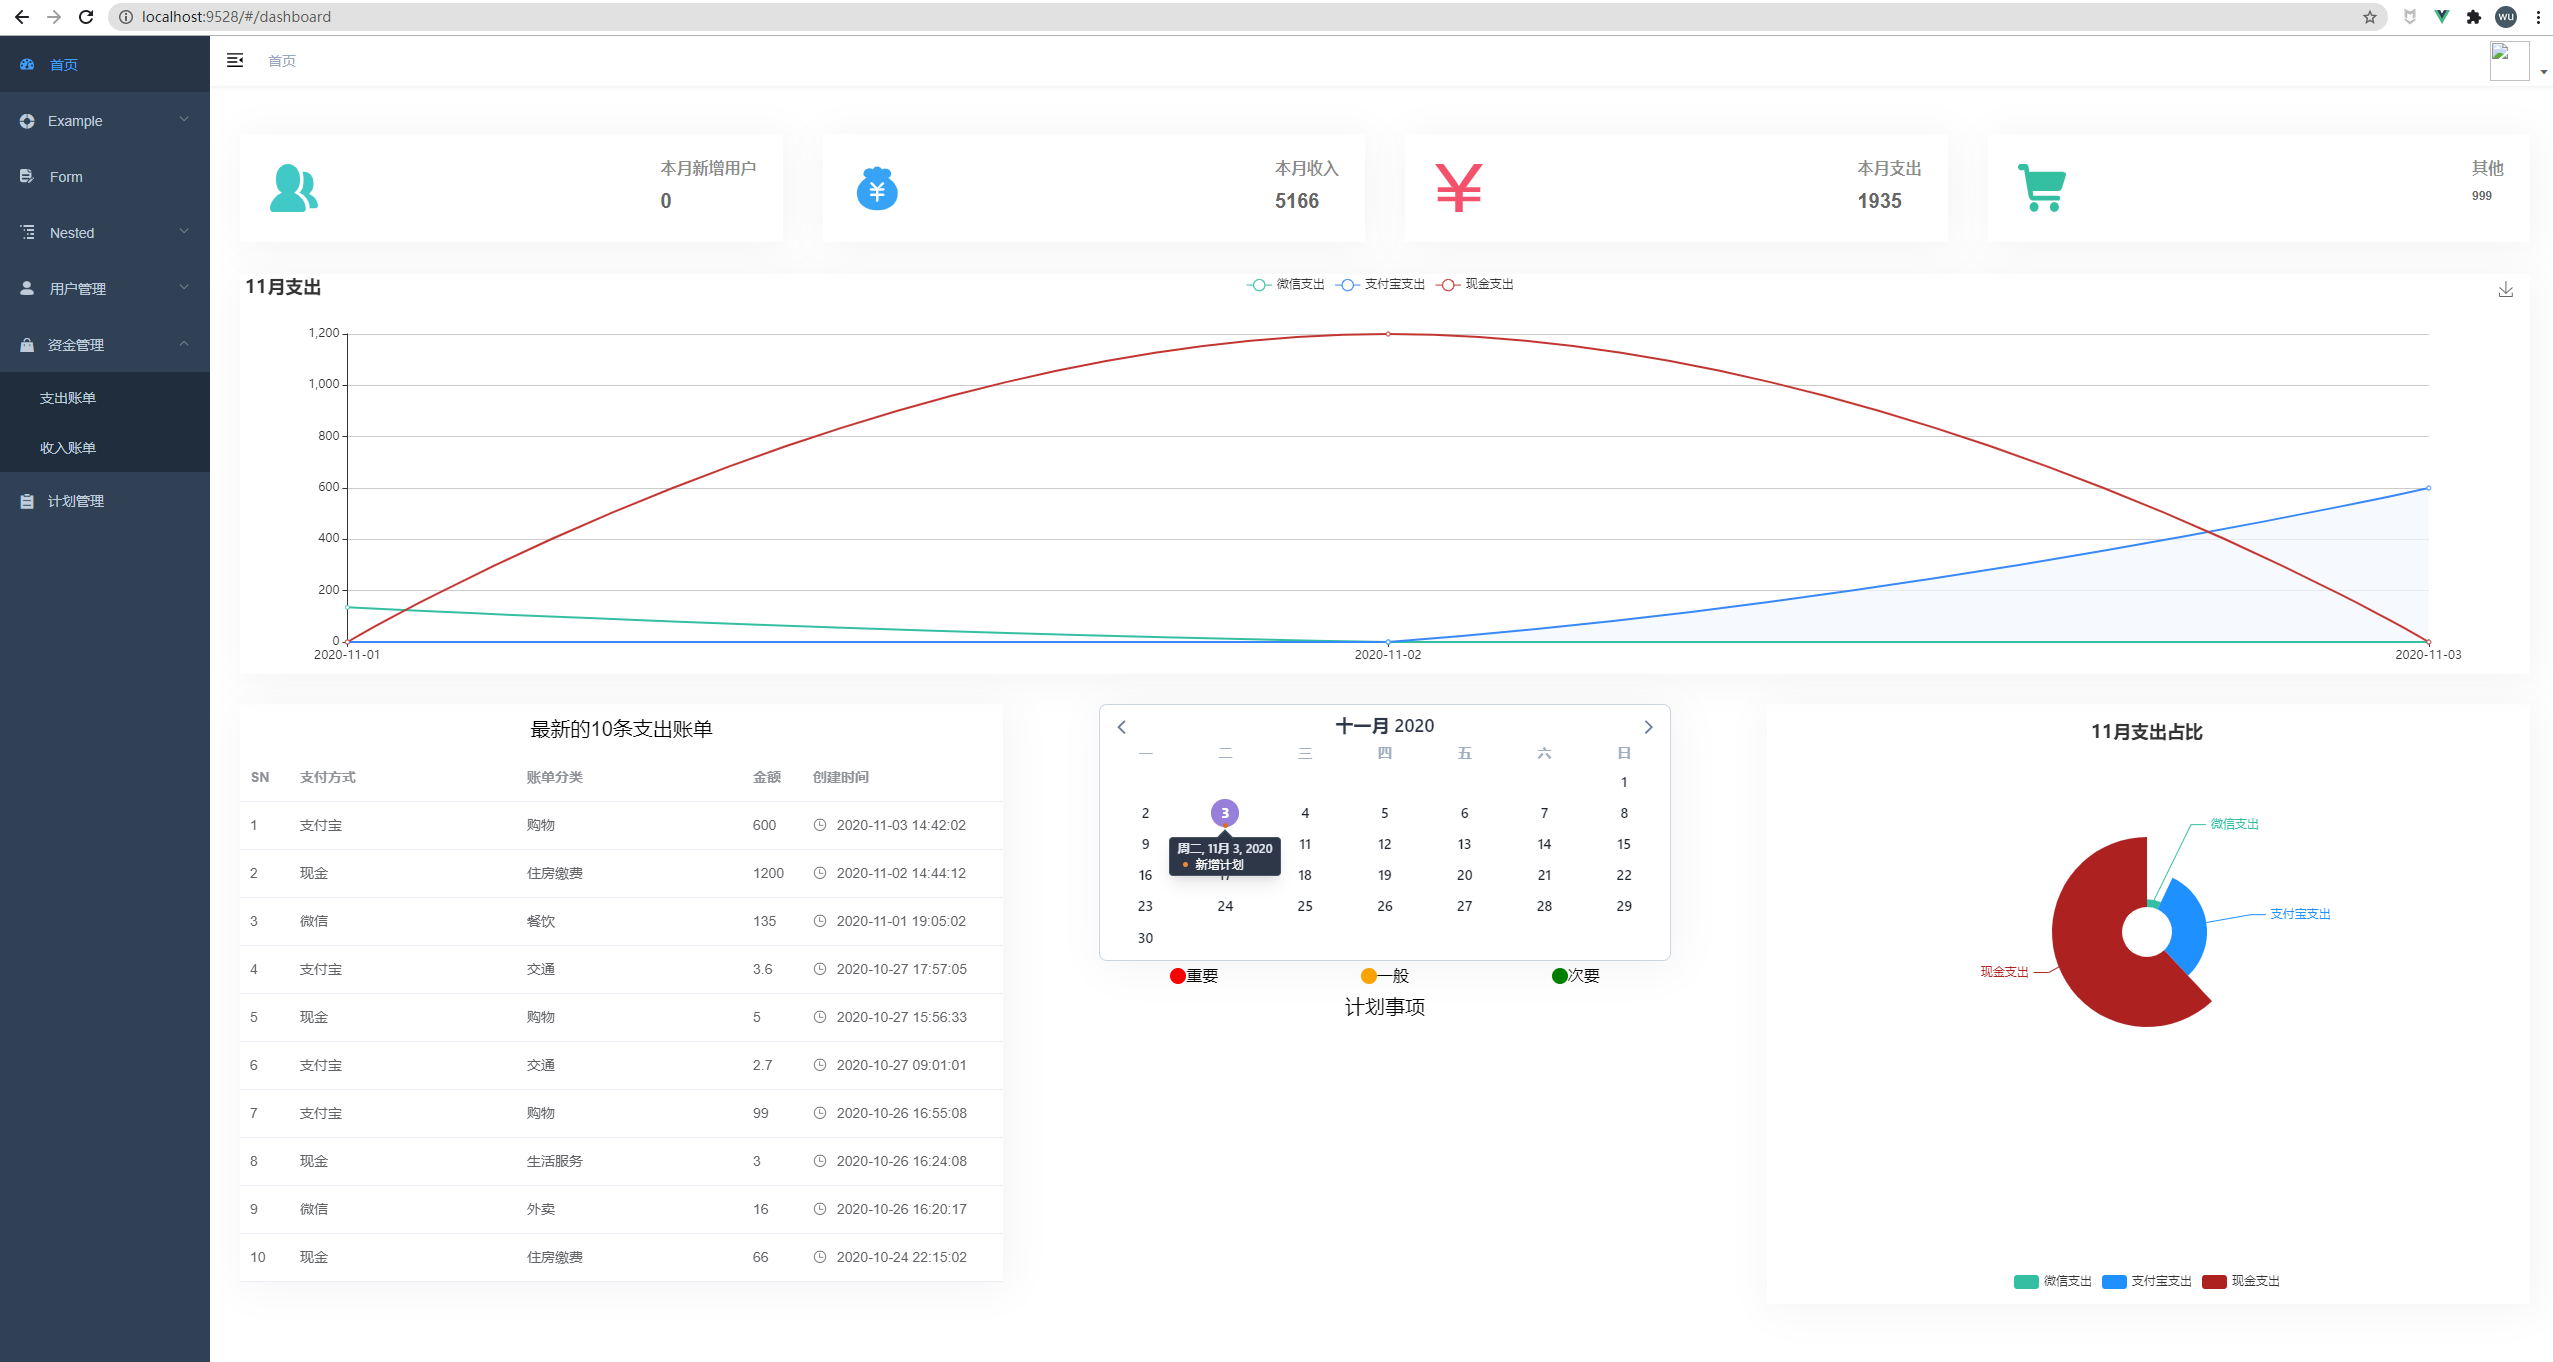 localhost:9528/#/dashboard
wu
首页
Example
Form
Nested
用户管理
资金管理
支出账单
收入账单
计划管理
首页
本月新增用户
0
本月收入
5166
本月支出
1935
其他
999
11月支出
微信支出 支付宝支出 现金支出
1,200
1,000
800
600
400
200
0
2020-11-01 2020-11-02 2020-11-03
最新的10条支出账单
SN 支付方式 账单分类 金额 创建时间
1 支付宝 购物 600 2020-11-03 14:42:02
2 现金 住房缴费 1200 2020-11-02 14:44:12
3 微信 餐饮 135 2020-11-01 19:05:02
4 支付宝 交通 3.6 2020-10-27 17:57:05
5 现金 购物 5 2020-10-27 15:56:33
6 支付宝 交通 2.7 2020-10-27 09:01:01
7 支付宝 购物 99 2020-10-26 16:55:08
8 现金 生活服务 3 2020-10-26 16:24:08
9 微信 外卖 16 2020-10-26 16:20:17
10 现金 住房缴费 66 2020-10-24 22:15:02
十一月 2020
一 二 三 四 五 六 日
1
2 3 4 5 6 7 8
9 11 12 13 14 15
周二, 11月 3, 2020
新增计划
16 17 18 19 20 21 22
23 24 25 26 27 28 29
30
重要 一般 次要
计划事项
11月支出占比
微信支出
支付宝支出
现金支出
微信支出 支付宝支出 现金支出